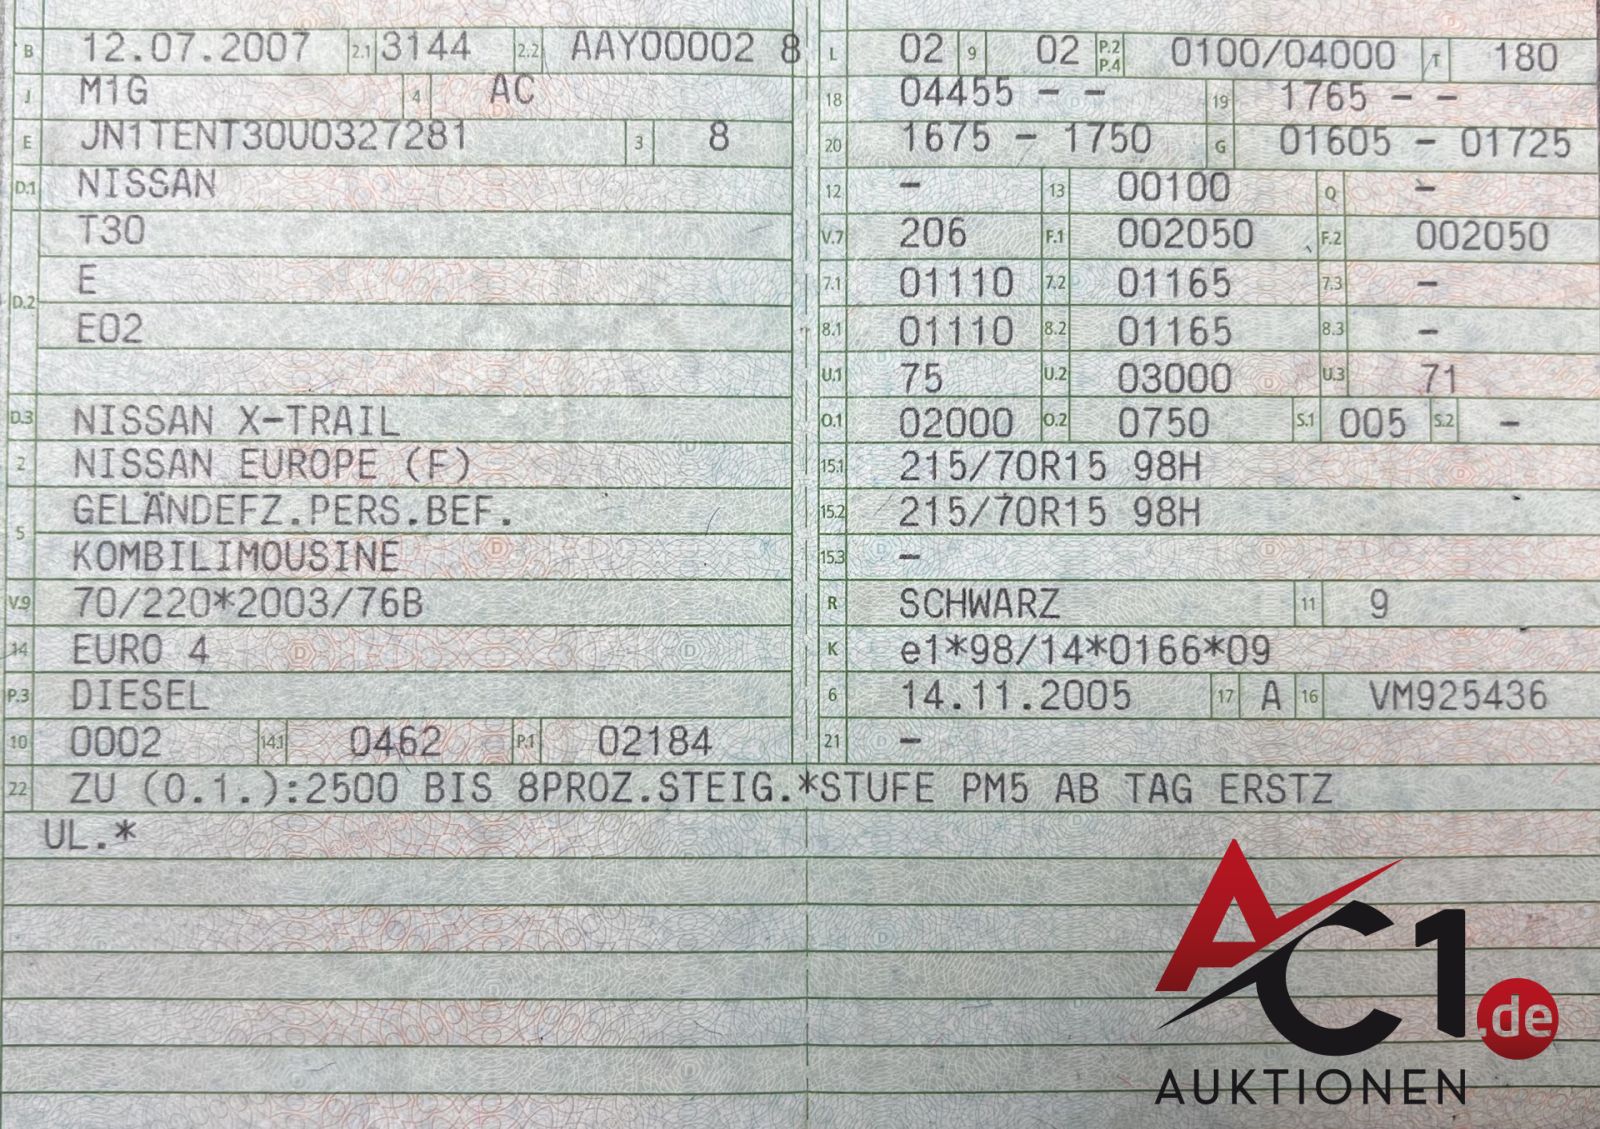 B 12.07.2007 2.1 3144 2.2 AAY00002 8
J M1G 4 AC
E JN1TENT30U0327281 3 8
D.1 NISSAN
T30
D.2 E
E02
D.3 NISSAN X-TRAIL
2 NISSAN EUROPE (F)
GELÄNDEFZ.PERS.BEF.
5 KOMBILIMOUSINE
V.9 70/220*2003/76B
14 EURO 4
P.3 DIESEL
10 0002 14.1 0462 P.1 02184
L 02 9 02 P.2 P.4 0100/04000 T 180
18 04455 – – 19 1765 – –
20 1675 – 1750 G 01605 – 01725
12 – 13 00100 Q –
V.7 206 F.1 002050 F.2 002050
7.1 01110 7.2 01165 7.3 –
8.1 01110 8.2 01165 8.3 –
U.1 75 U.2 03000 U.3 71
O.1 02000 O.2 0750 S.1 005 S.2 –
15.1 215/70R15 98H
15.2 215/70R15 98H
15.3 –
R SCHWARZ 11 9
K e1*98/14*0166*09
6 14.11.2005 17 A 16 VM925436
21 –
22 ZU (O.1.):2500 BIS 8PROZ.STEIG.*STUFE PM5 AB TAG ERSTZ
UL.*
AC1.de
AUKTIONEN